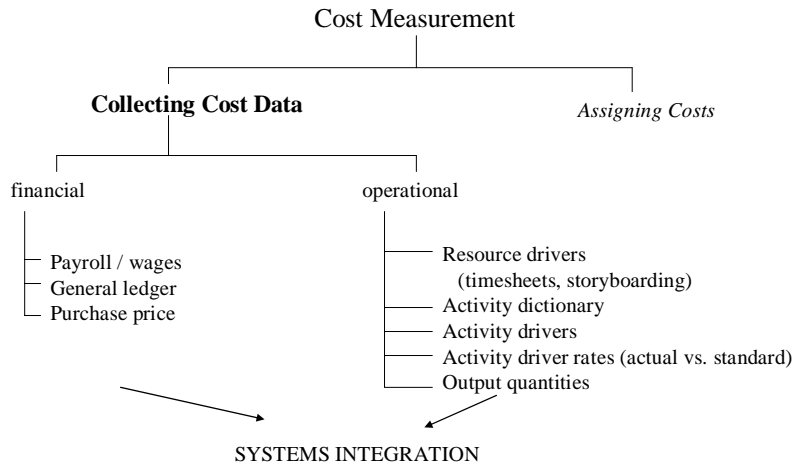 Cost Measurement
Collecting Cost Data
Assigning Costs
financial
operational
Payroll / wages
General ledger
Purchase price
Resource drivers
(timesheets, storyboarding)
Activity dictionary
Activity drivers
Activity driver rates (actual vs. standard)
Output quantities
SYSTEMS INTEGRATION